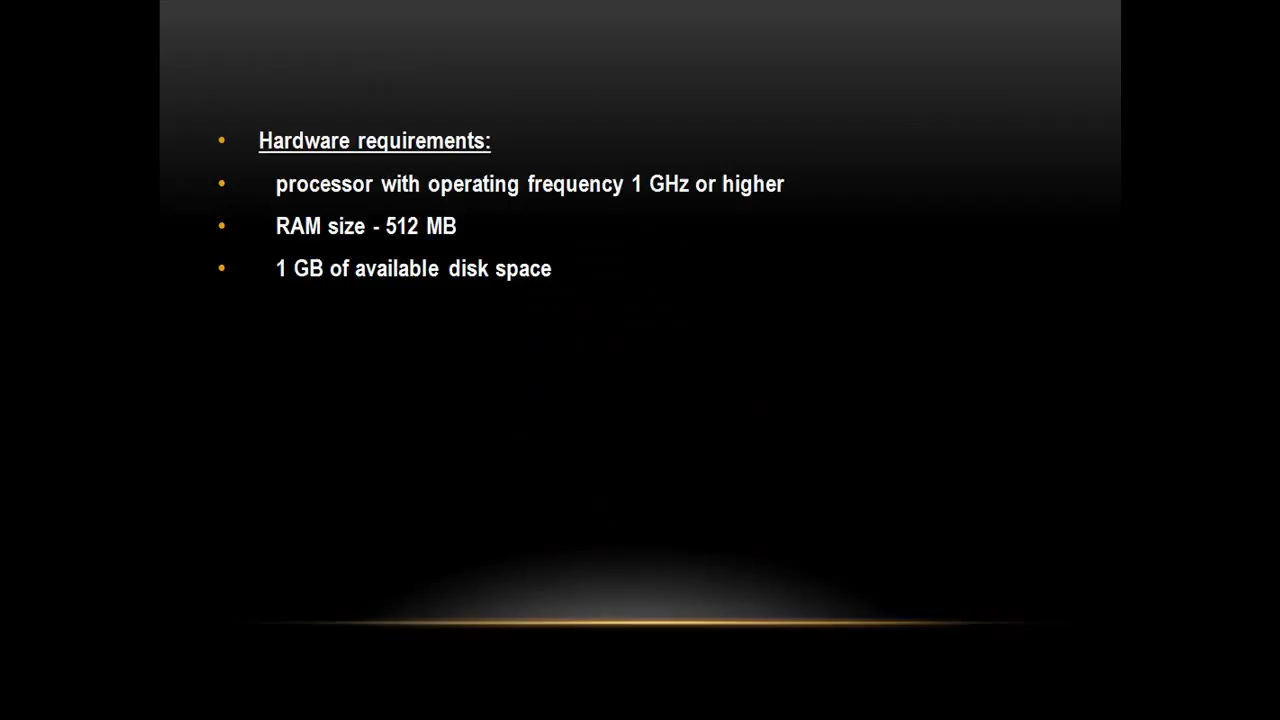 • Hardware requirements:
• processor with operating frequency 1 GHz or higher
• RAM size - 512 MB
• 1 GB of available disk space